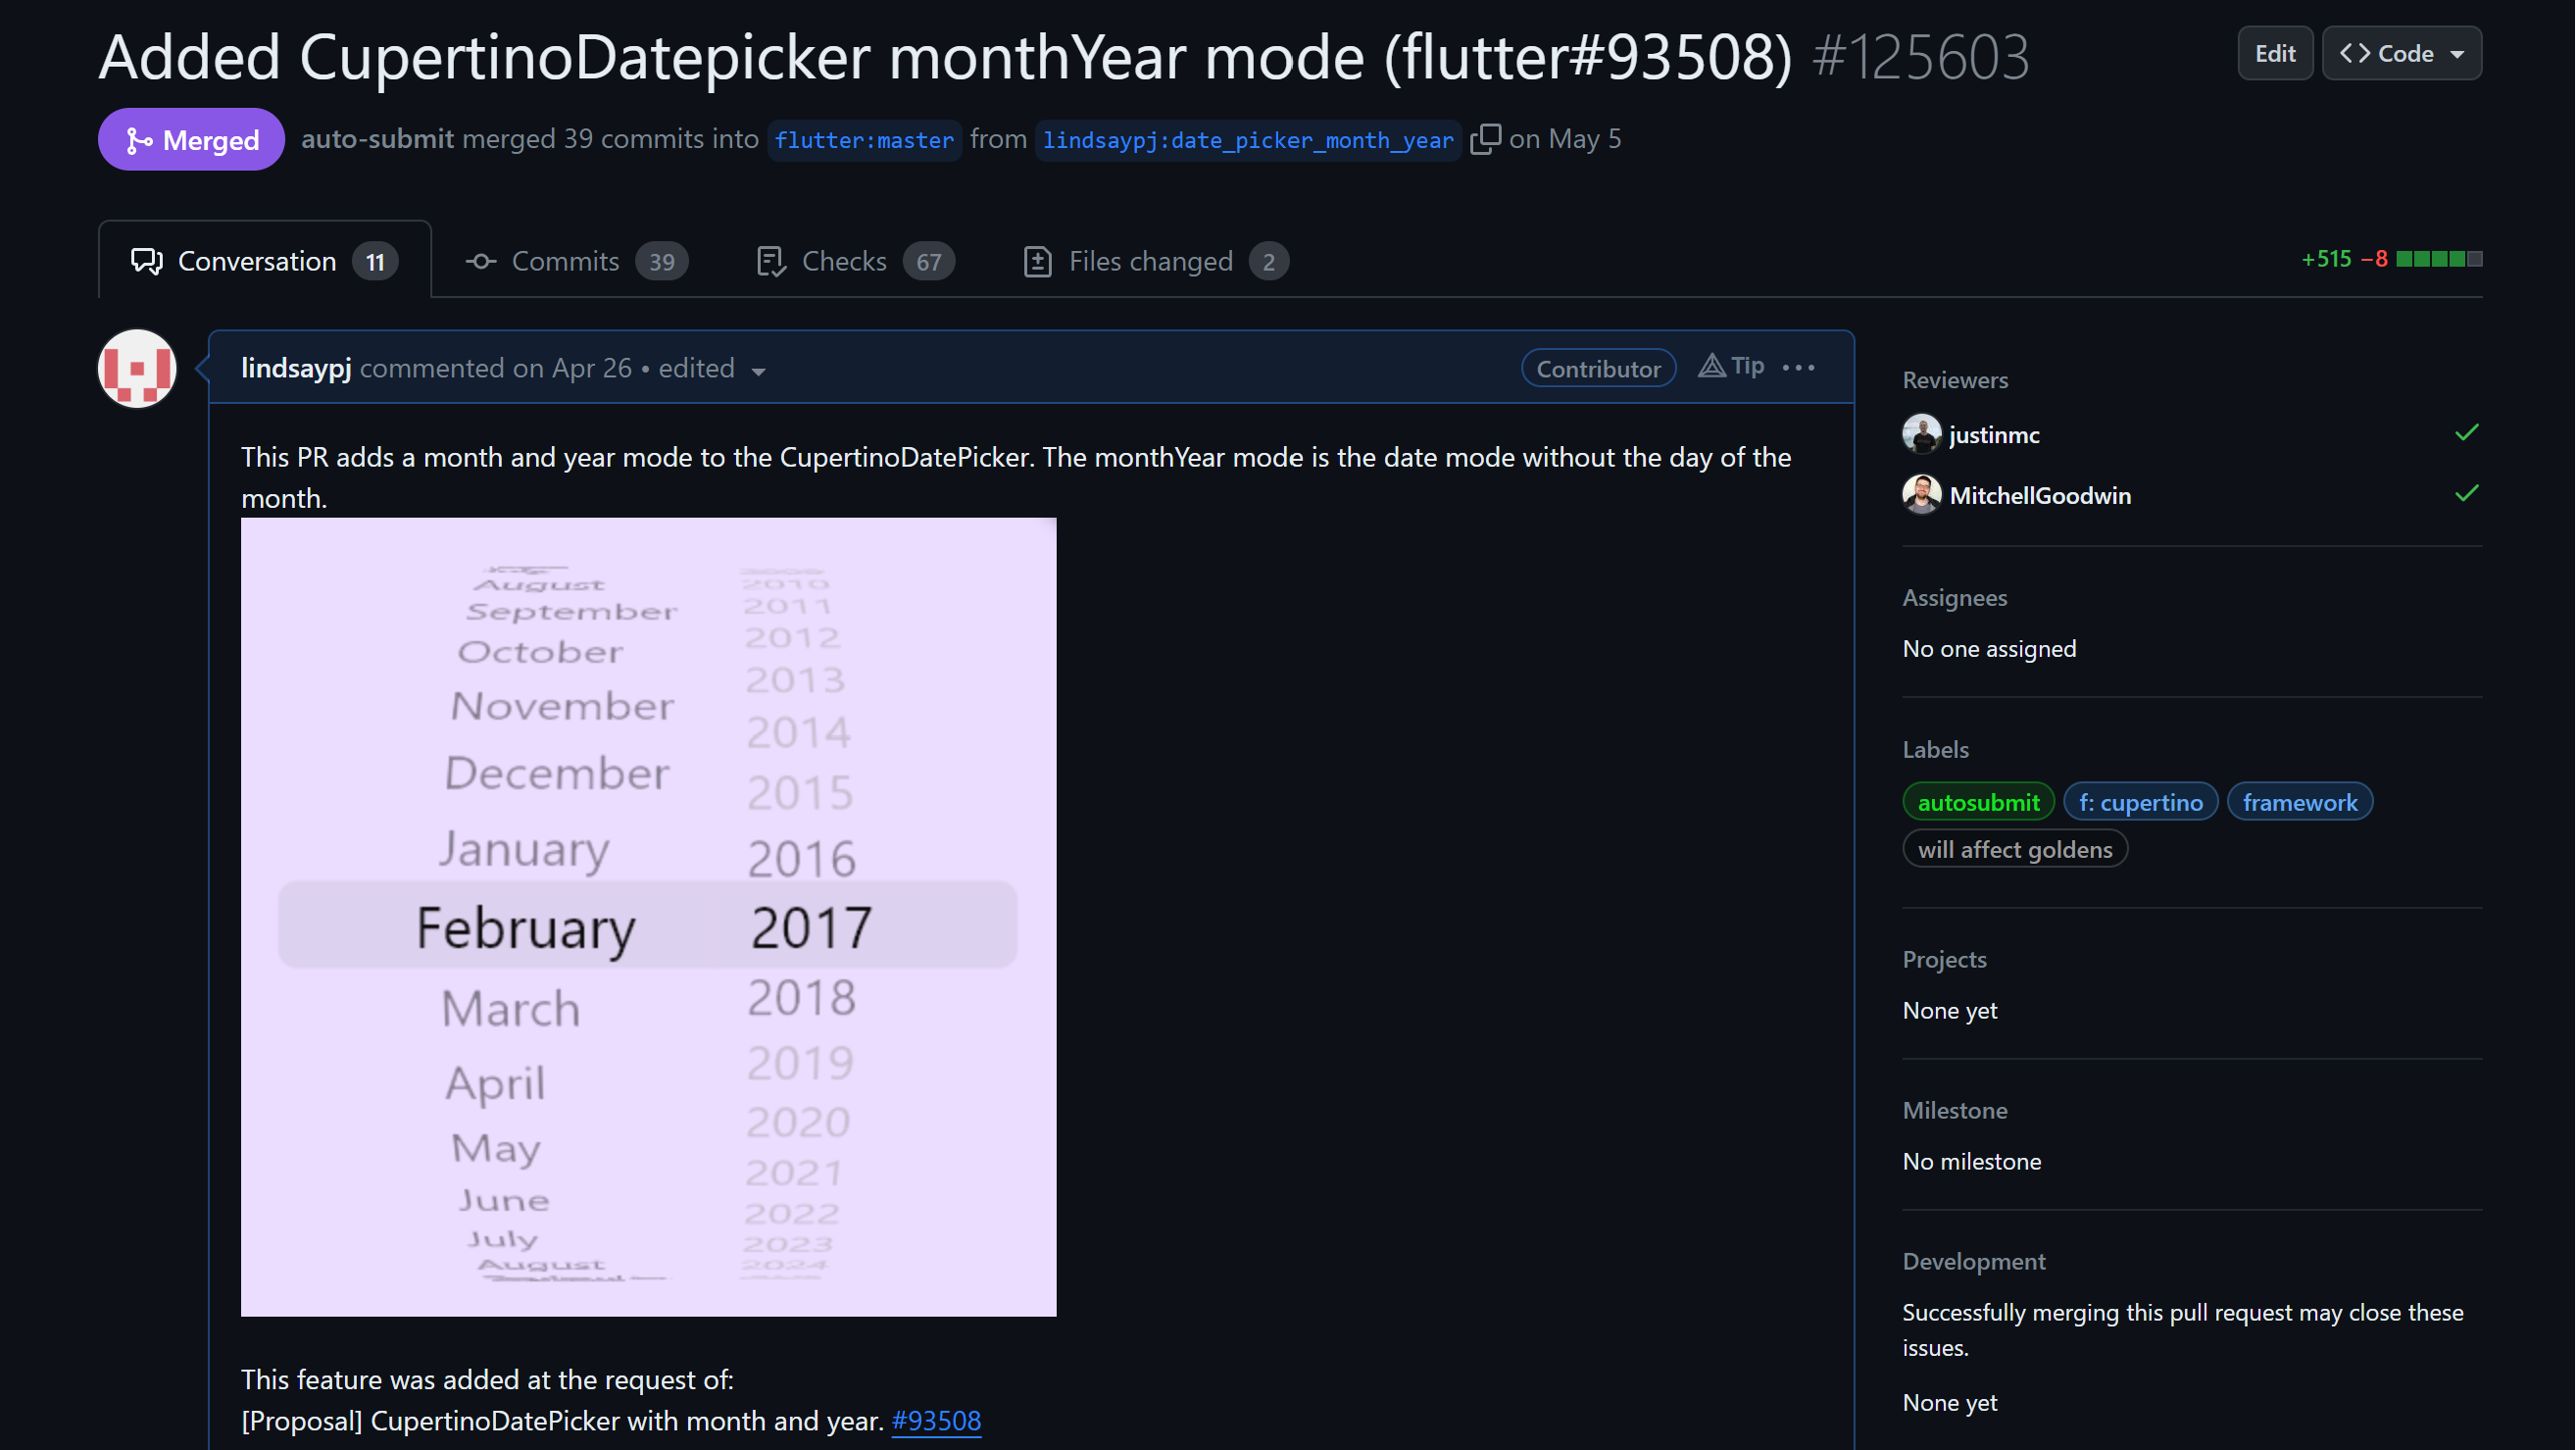 Added CupertinoDatepicker monthYear mode (flutter#93508) #125603
Edit
Code
Merged
auto-submit merged 39 commits into flutter:master from lindsaypj:date_picker_month_year on May 5
Conversation 11
Commits 39
Checks 67
Files changed 2
+515 −8
lindsaypj commented on Apr 26 • edited
Contributor
Tip
This PR adds a month and year mode to the CupertinoDatePicker. The monthYear mode is the date mode without the day of the
month.
August 2010
September 2011
October 2012
November 2013
December 2014
January 2015
2016
February 2017
March 2018
April 2019
May 2020
June 2021
July 2022
August 2023
2024
This feature was added at the request of:
[Proposal] CupertinoDatePicker with month and year. #93508
Reviewers
justinmc
MitchellGoodwin
Assignees
No one assigned
Labels
autosubmit
f: cupertino
framework
will affect goldens
Projects
None yet
Milestone
No milestone
Development
Successfully merging this pull request may close these
issues.
None yet